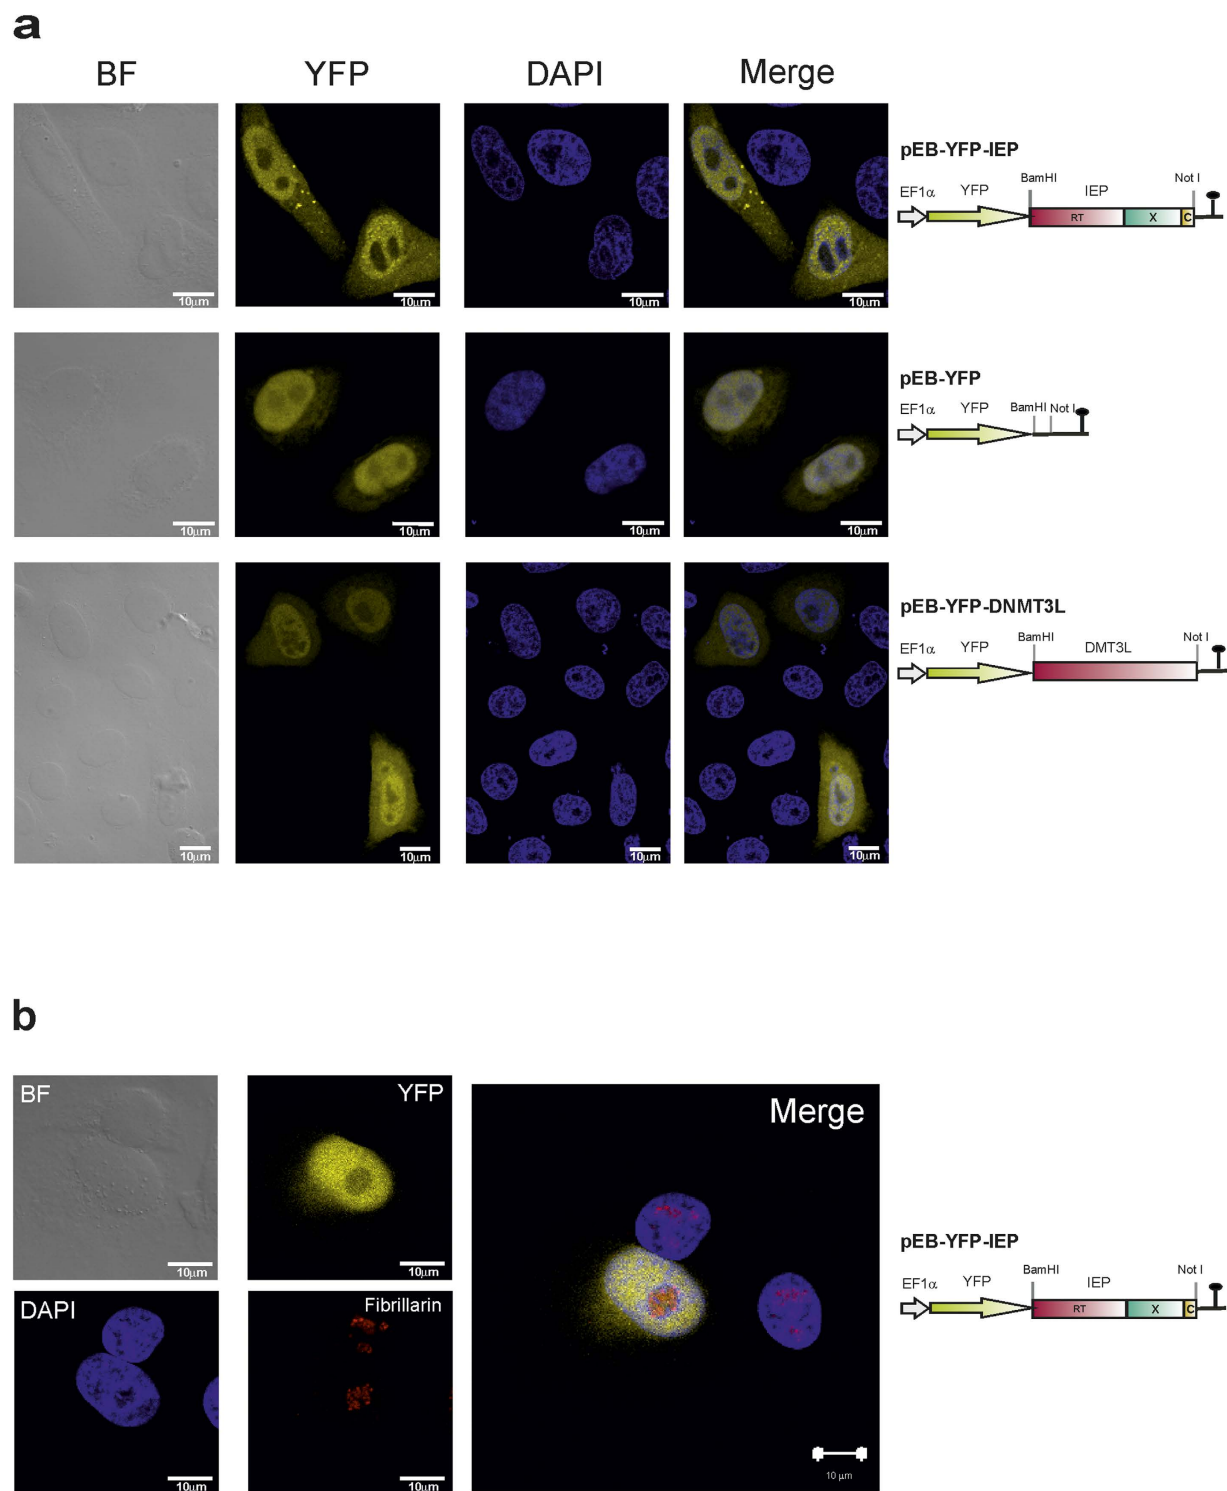 a
BF YFP DAPI Merge
pEB-YFP-IEP
BamHI Not I
EF1α YFP IEP
RT X C
10μm 10μm 10μm 10μm
pEB-YFP
EF1α YFP BamHI Not I
10μm 10μm 10μm 10μm
pEB-YFP-DNMT3L
BamHI Not I
EF1α YFP DMT3L
10μm 10μm 10μm 10μm
b
BF YFP Merge
10μm 10μm
pEB-YFP-IEP
BamHI Not I
EF1α YFP IEP
RT X C
DAPI Fibrillarin
10μm 10μm 10 μm